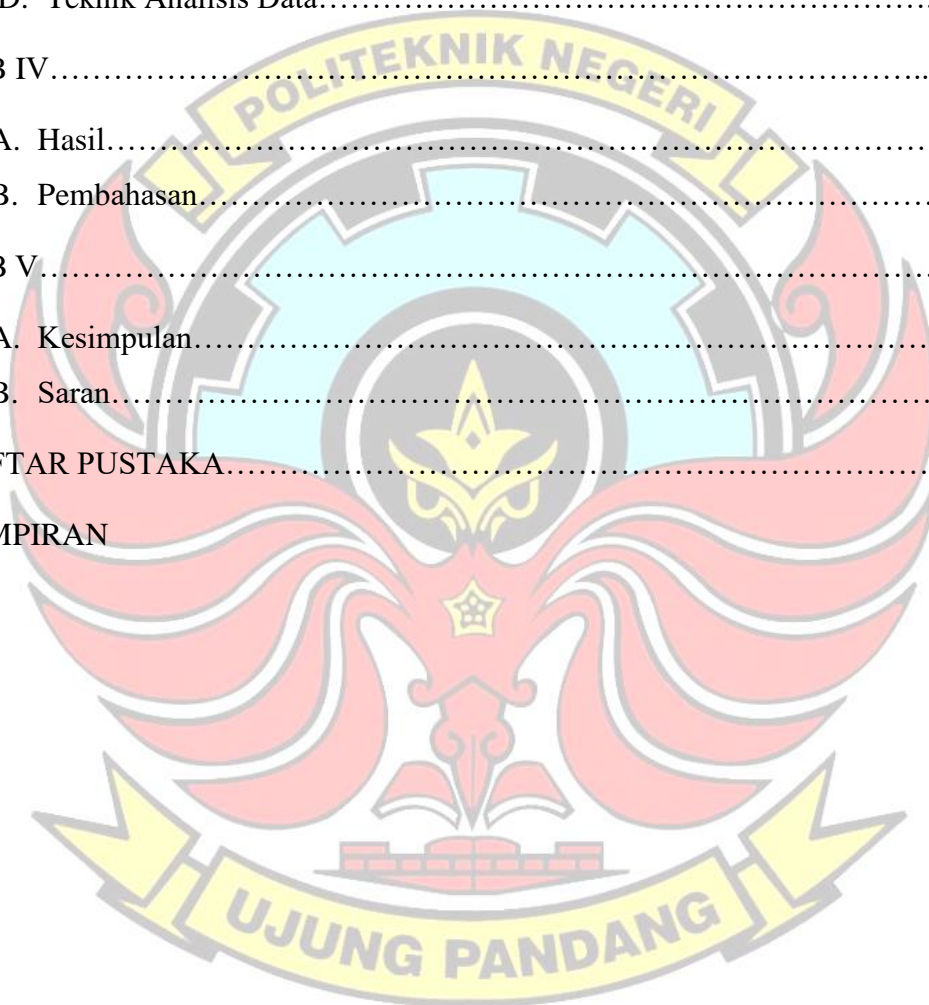 D. Teknik Analisis Data……………………………………………………….
B IV…………………………………………………………………………..
A. Hasil……………………………………………………………………….
B. Pembahasan……………………………………………………………….
B V…………………………………………………………………………….
A. Kesimpulan……………………………………………………………….
B. Saran……………………………………………………………………….
FTAR PUSTAKA…………………………………………………………….
MPIRAN
POLITEKNIK NEGERI
UJUNG PANDANG